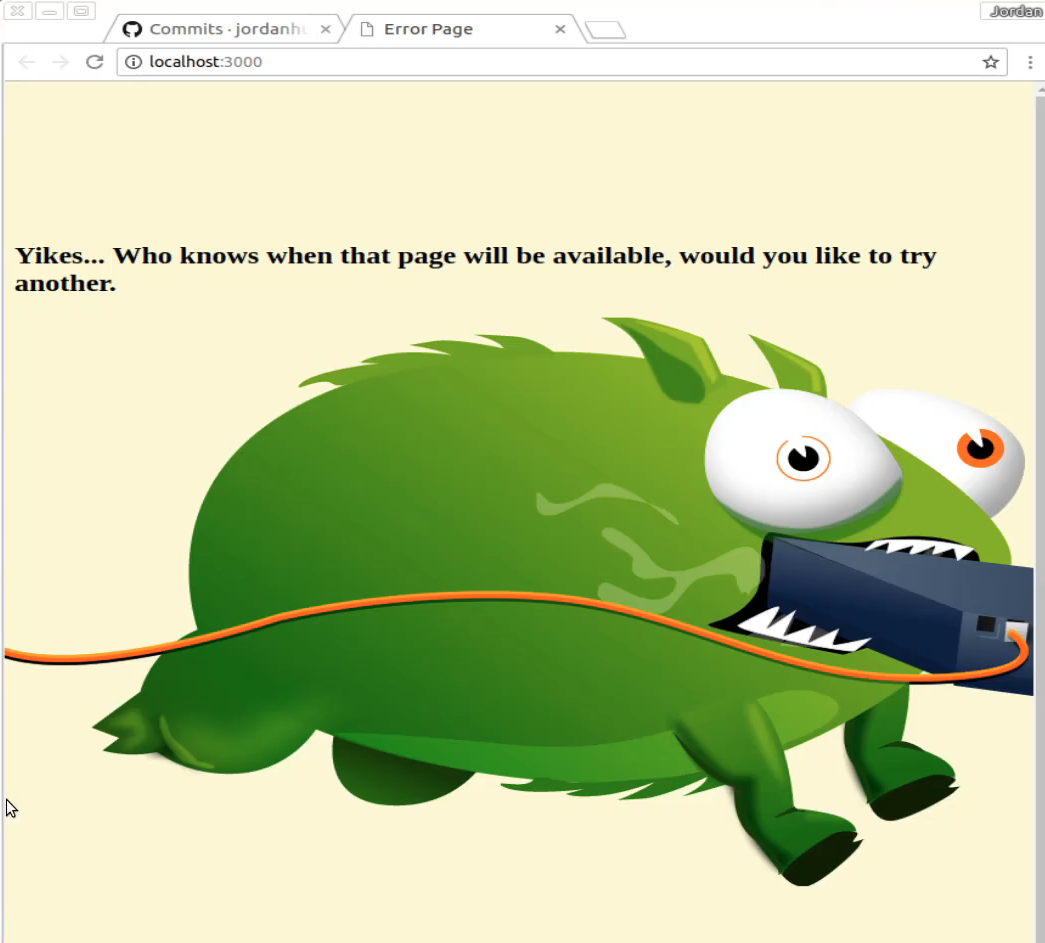 Jordan
Commits · jordanhu
Error Page
localhost:3000
Yikes... Who knows when that page will be available, would you like to try
another.